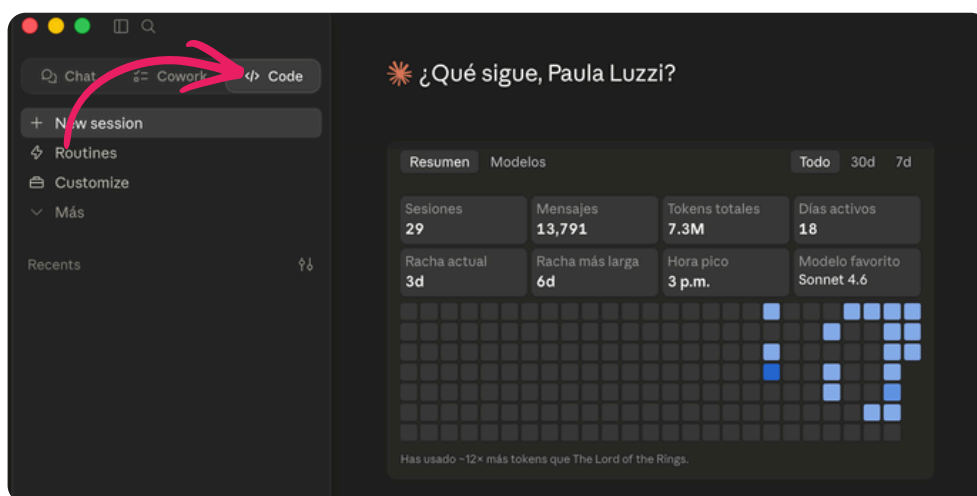 Chat Cowork Code
New session
Routines
Customize
Más
Recents
¿Qué sigue, Paula Luzzi?
Resumen Modelos Todo 30d 7d
Sesiones Mensajes Tokens totales Días activos
29 13,791 7.3M 18
Racha actual Racha más larga Hora pico Modelo favorito
3d 6d 3 p.m. Sonnet 4.6
Has usado ~12× más tokens que The Lord of the Rings.